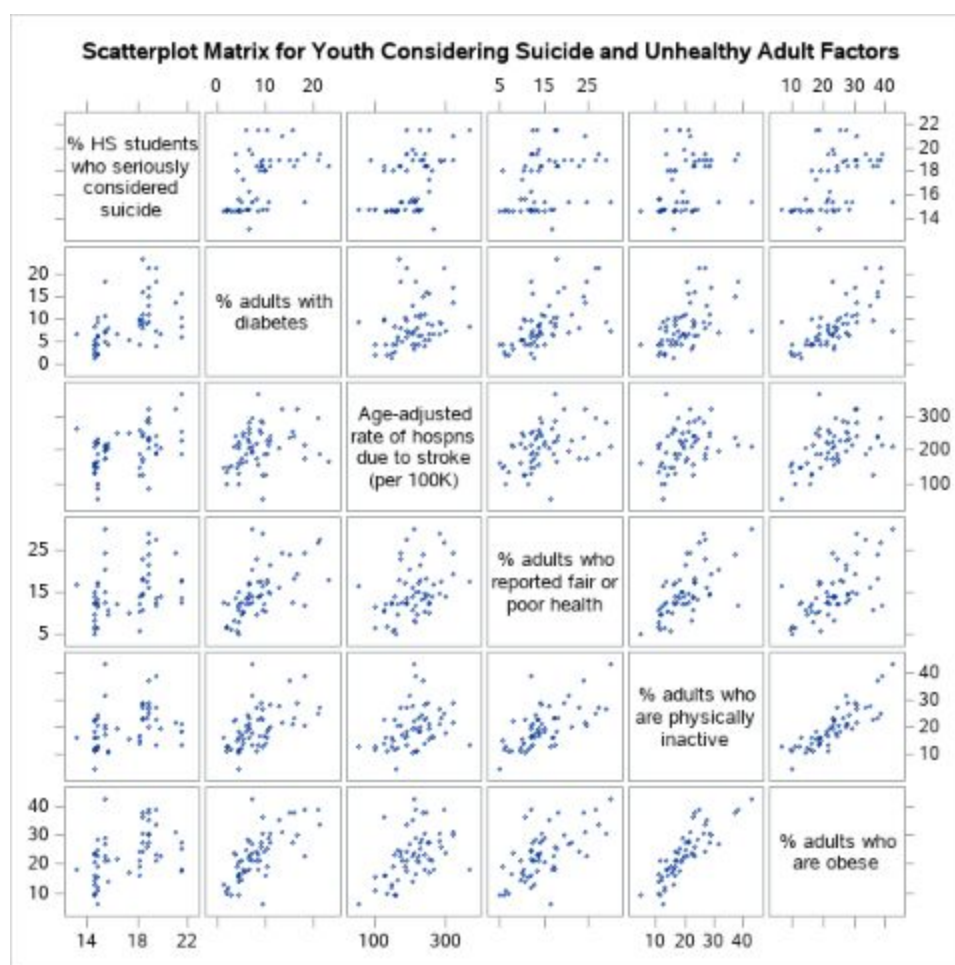 Scatterplot Matrix for Youth Considering Suicide and Unhealthy Adult Factors
0 10 20 5 15 25 10 20 30 40
% HS students
who seriously
considered
suicide
22
20
18
16
14
20
15
10
5
0
% adults with
diabetes
Age-adjusted
rate of hospns
due to stroke
(per 100K)
300
200
100
25
15
5
% adults who
reported fair or
poor health
% adults who
are physically
inactive
40
30
20
10
40
30
20
10
% adults who
are obese
14 18 22 100 300 10 20 30 40